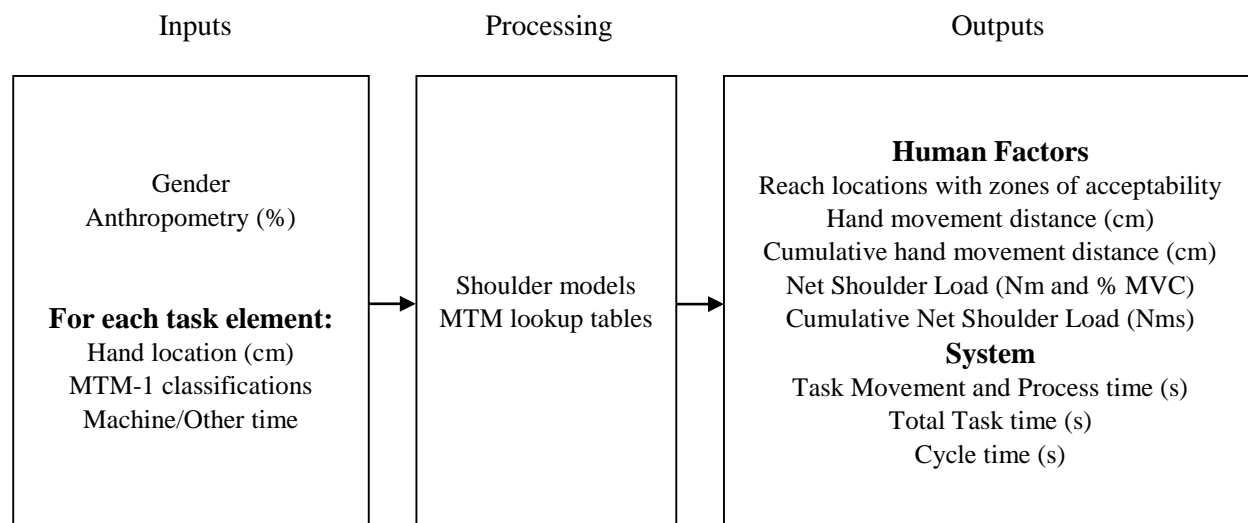 Inputs
Processing
Outputs
Gender
Anthropometry (%)
For each task element:
Hand location (cm)
MTM-1 classifications
Machine/Other time
Shoulder models
MTM lookup tables
Human Factors
Reach locations with zones of acceptability
Hand movement distance (cm)
Cumulative hand movement distance (cm)
Net Shoulder Load (Nm and % MVC)
Cumulative Net Shoulder Load (Nms)
System
Task Movement and Process time (s)
Total Task time (s)
Cycle time (s)